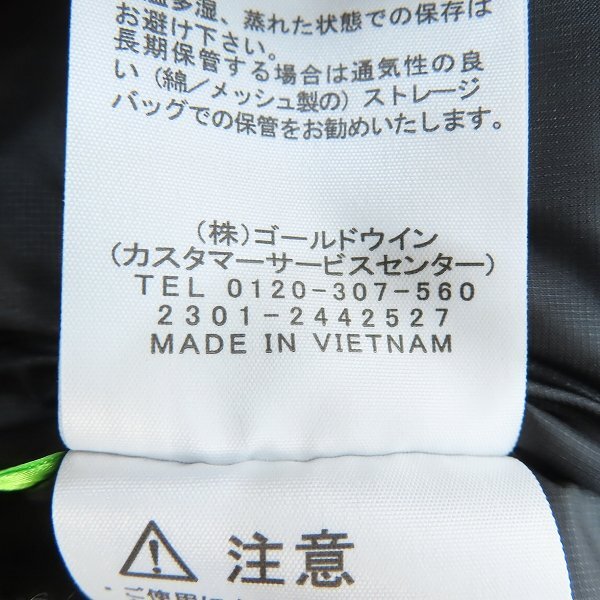 温多湿、蒸れた状態での保存は
お避け下さい。
長期保管する場合は通気性の良
い（綿／メッシュ製の）ストレージ
バッグでの保管をお勧めいたします。
（株）ゴールドウイン
（カスタマーサービスセンター）
TEL 0120-307-560
2301-2442527
MADE IN VIETNAM
注意